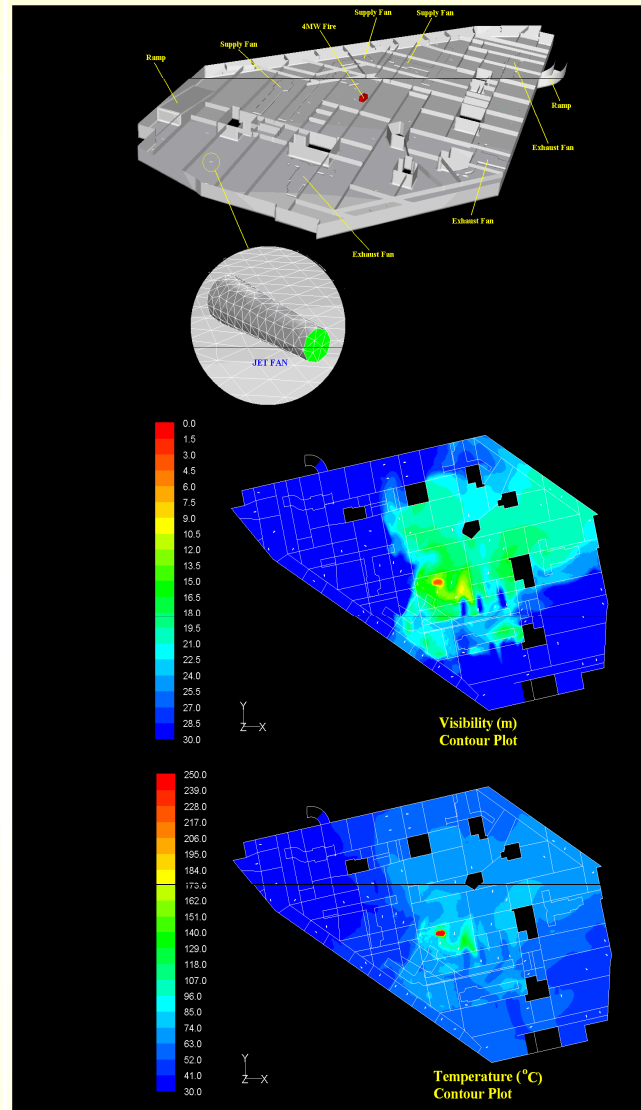 4MW Fire
Supply Fan
Supply Fan
Supply Fan
Ramp
Ramp
Exhaust Fan
Exhaust Fan
Exhaust Fan
JET FAN
0.0
1.5
3.0
4.5
6.0
7.5
9.0
10.5
12.0
13.5
15.0
16.5
18.0
19.5
21.0
22.5
24.0
25.5
27.0
28.5
30.0
Y
Z X
Visibility (m)
Contour Plot
250.0
239.0
228.0
217.0
206.0
195.0
184.0
173.0
162.0
151.0
140.0
129.0
118.0
107.0
96.0
85.0
74.0
63.0
52.0
41.0
30.0
Y
Z X
Temperature (°C)
Contour Plot